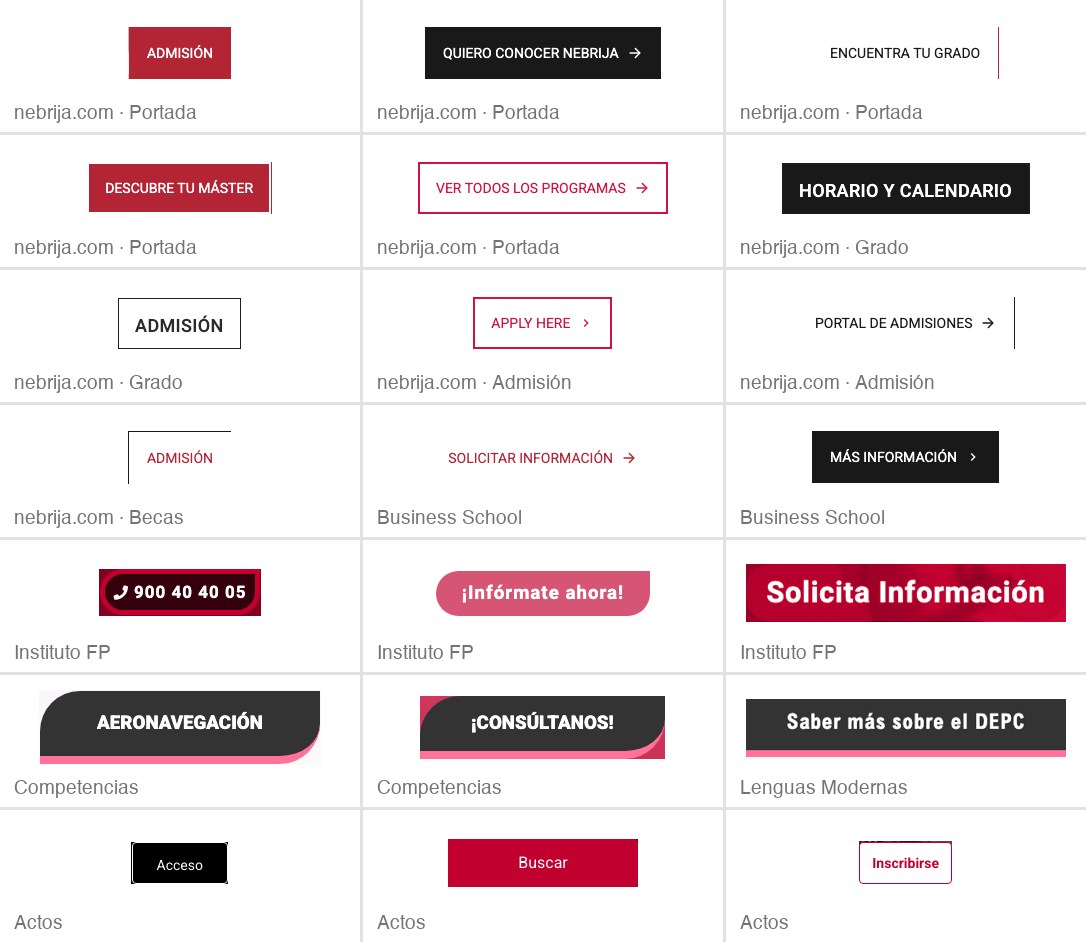 ADMISIÓN
QUIERO CONOCER NEBRIJA →
ENCUENTRA TU GRADO
nebrija.com · Portada
nebrija.com · Portada
nebrija.com · Portada
DESCUBRE TU MÁSTER
VER TODOS LOS PROGRAMAS →
HORARIO Y CALENDARIO
nebrija.com · Portada
nebrija.com · Portada
nebrija.com · Grado
ADMISIÓN
APPLY HERE >
PORTAL DE ADMISIONES →
nebrija.com · Grado
nebrija.com · Admisión
nebrija.com · Admisión
ADMISIÓN
SOLICITAR INFORMACIÓN →
MÁS INFORMACIÓN >
nebrija.com · Becas
Business School
Business School
900 40 40 05
¡Infórmate ahora!
Solicita Información
Instituto FP
Instituto FP
Instituto FP
AERONAVEGACIÓN
¡CONSÚLTANOS!
Saber más sobre el DEPC
Competencias
Competencias
Lenguas Modernas
Acceso
Buscar
Inscribirse
Actos
Actos
Actos